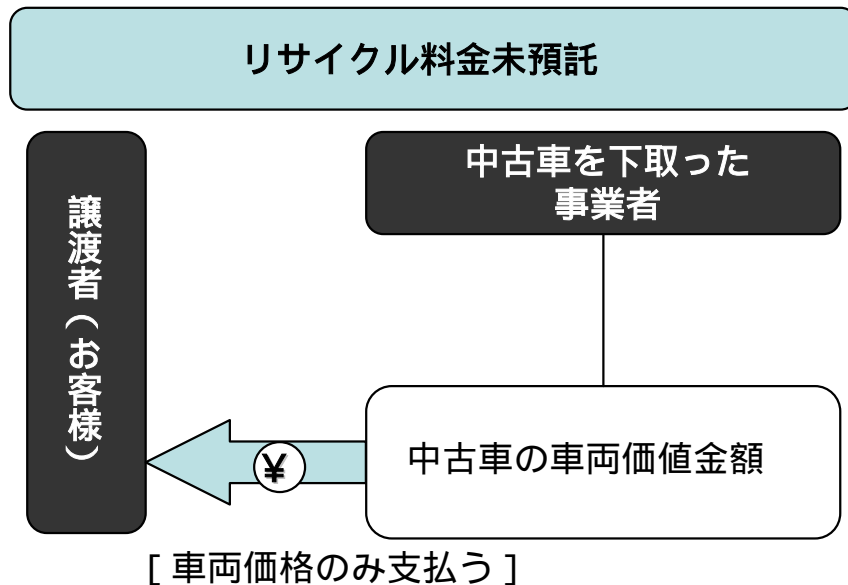 リサイクル料金未預託
譲渡者(お客様)
中古車を下取った
事業者
¥
中古車の車両価値金額
[ 車両価格のみ支払う ]